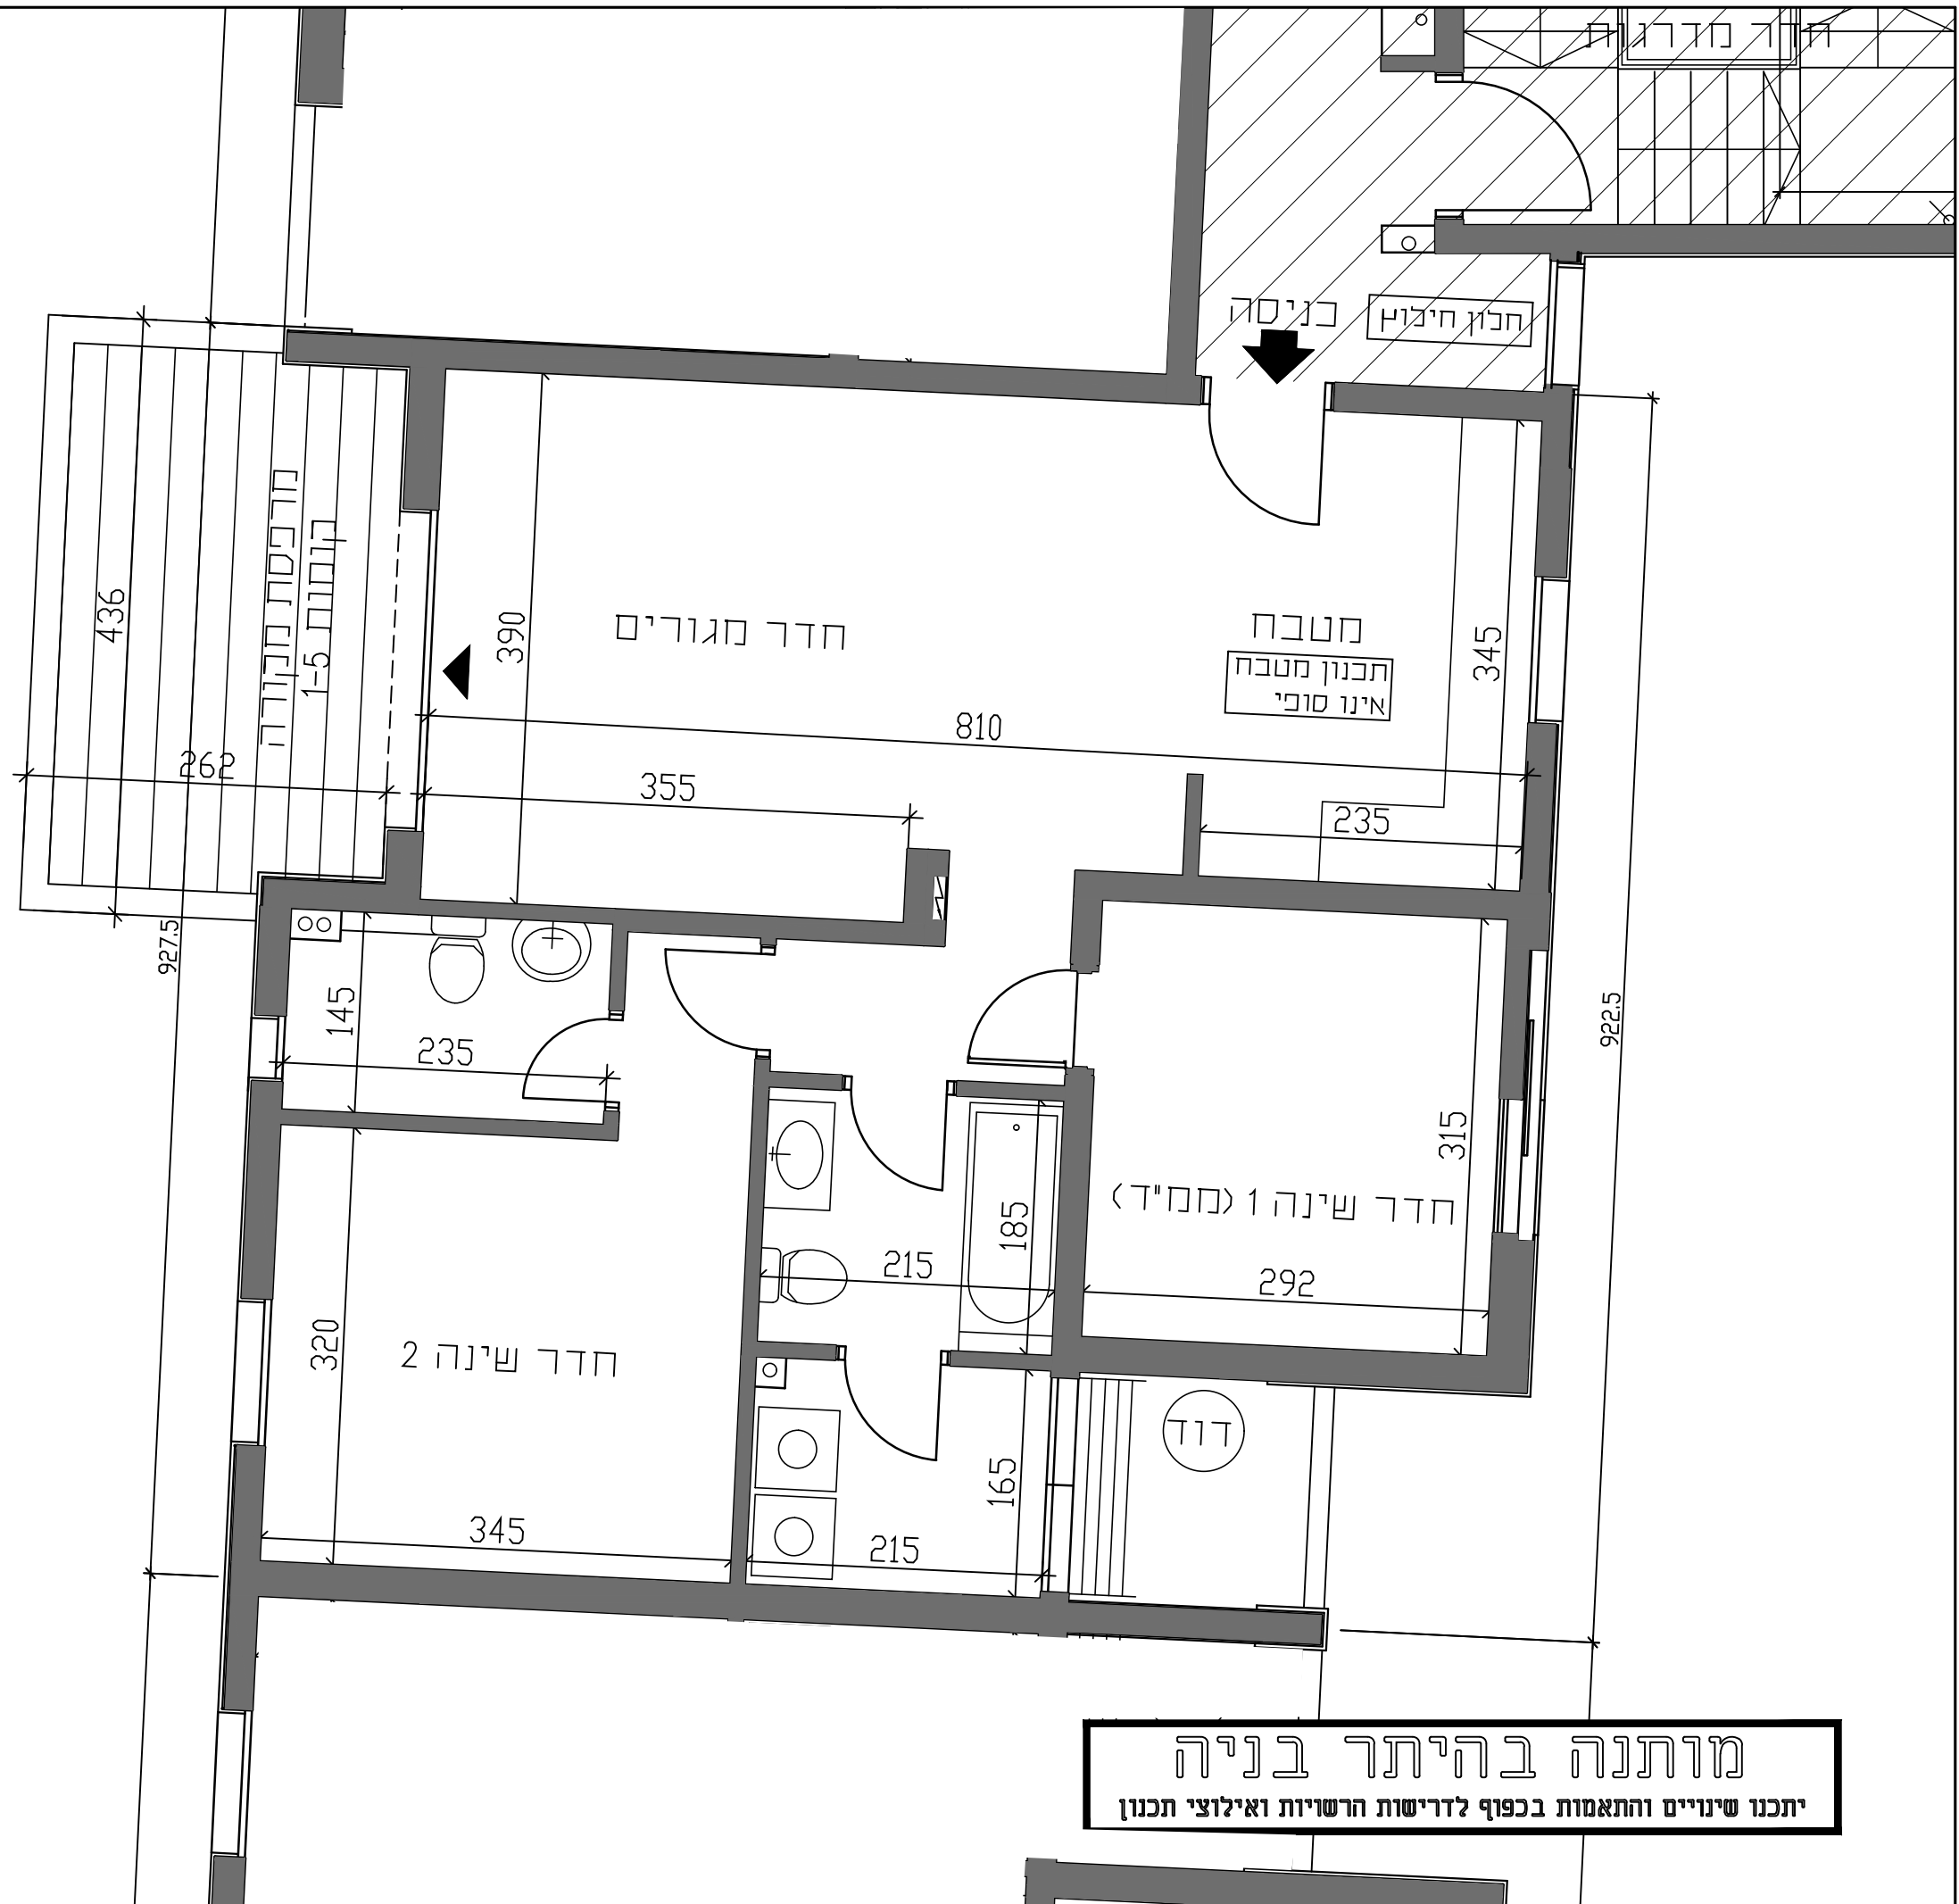 חדר מדרגות
כניסה
חלון חילוץ
מרפסת מקורה
קומות 1-5
436
262
927.5
390
חדר מגורים
מטבח
תכנון מטבח
אינו סופי
345
810
355
235
145
235
922.5
315
חדר שינה 1 (ממ"ד)
292
185
215
320
חדר שינה 2
345
165
215
דוד
מותנה בהיתר בניה
יתכנו שינויים והתאמות בכפוף לדרישות הרשויות ואילוצי תכנון